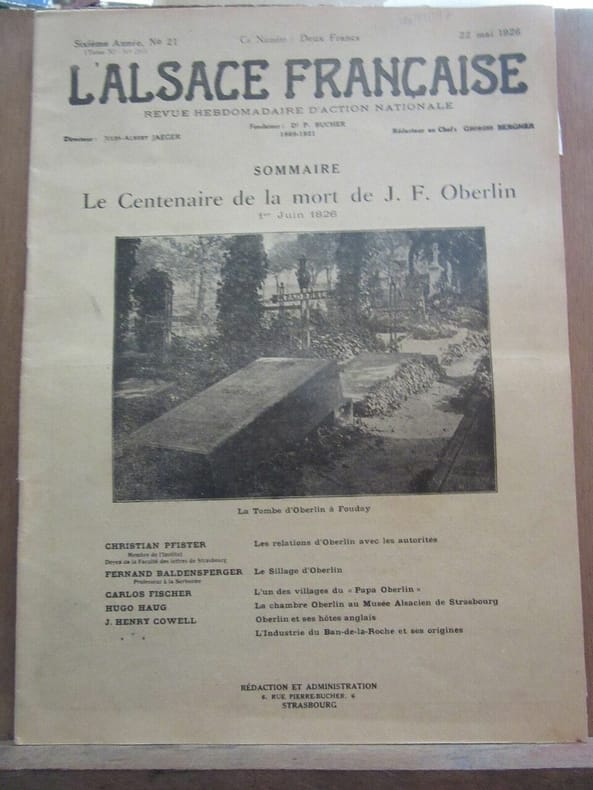 Sixième Année, No 21
Ce Numéro : Deux Francs
22 mai 1926
L'ALSACE FRANÇAISE
REVUE HEBDOMADAIRE D'ACTION NATIONALE
Fondateur : Dr P. BUCHER
1869-1921
Directeur : ALBERT JAEGER
Rédacteur en Chef : GEORGES BERGNER
SOMMAIRE
Le Centenaire de la mort de J. F. Oberlin
1er Juin 1826
La Tombe d'Oberlin à Fouday
CHRISTIAN PFISTER Les relations d'Oberlin avec les autorités
Membre de l'Institut
Doyen de la Faculté des lettres de Strasbourg
FERNAND BALDENSPERGER Le Sillage d'Oberlin
Professeur à la Sorbonne
CARLOS FISCHER L'un des villages du « Papa Oberlin »
HUGO HAUG La chambre Oberlin au Musée Alsacien de Strasbourg
J. HENRY COWELL Oberlin et ses hôtes anglais
* * * L'Industrie du Ban-de-la-Roche et ses origines
RÉDACTION ET ADMINISTRATION
6, RUE PIERRE-BUCHER, 6
STRASBOURG